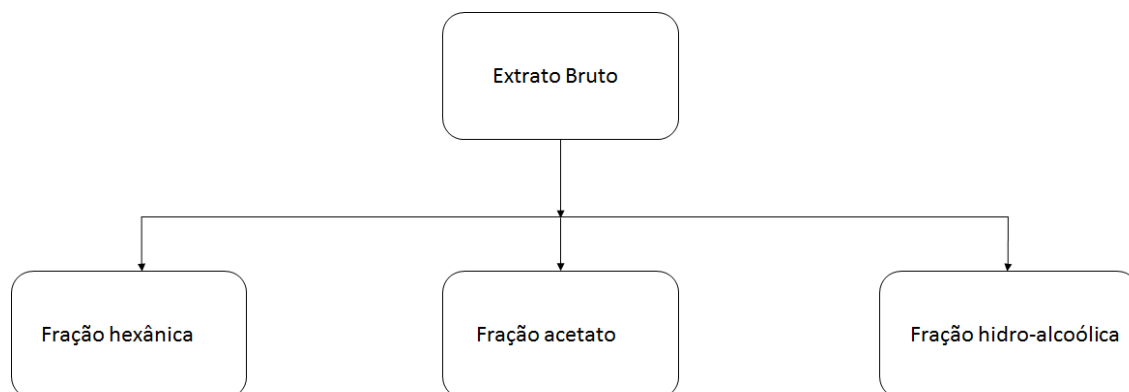 Extrato Bruto
Fração hexânica
Fração acetato
Fração hidro-alcoólica